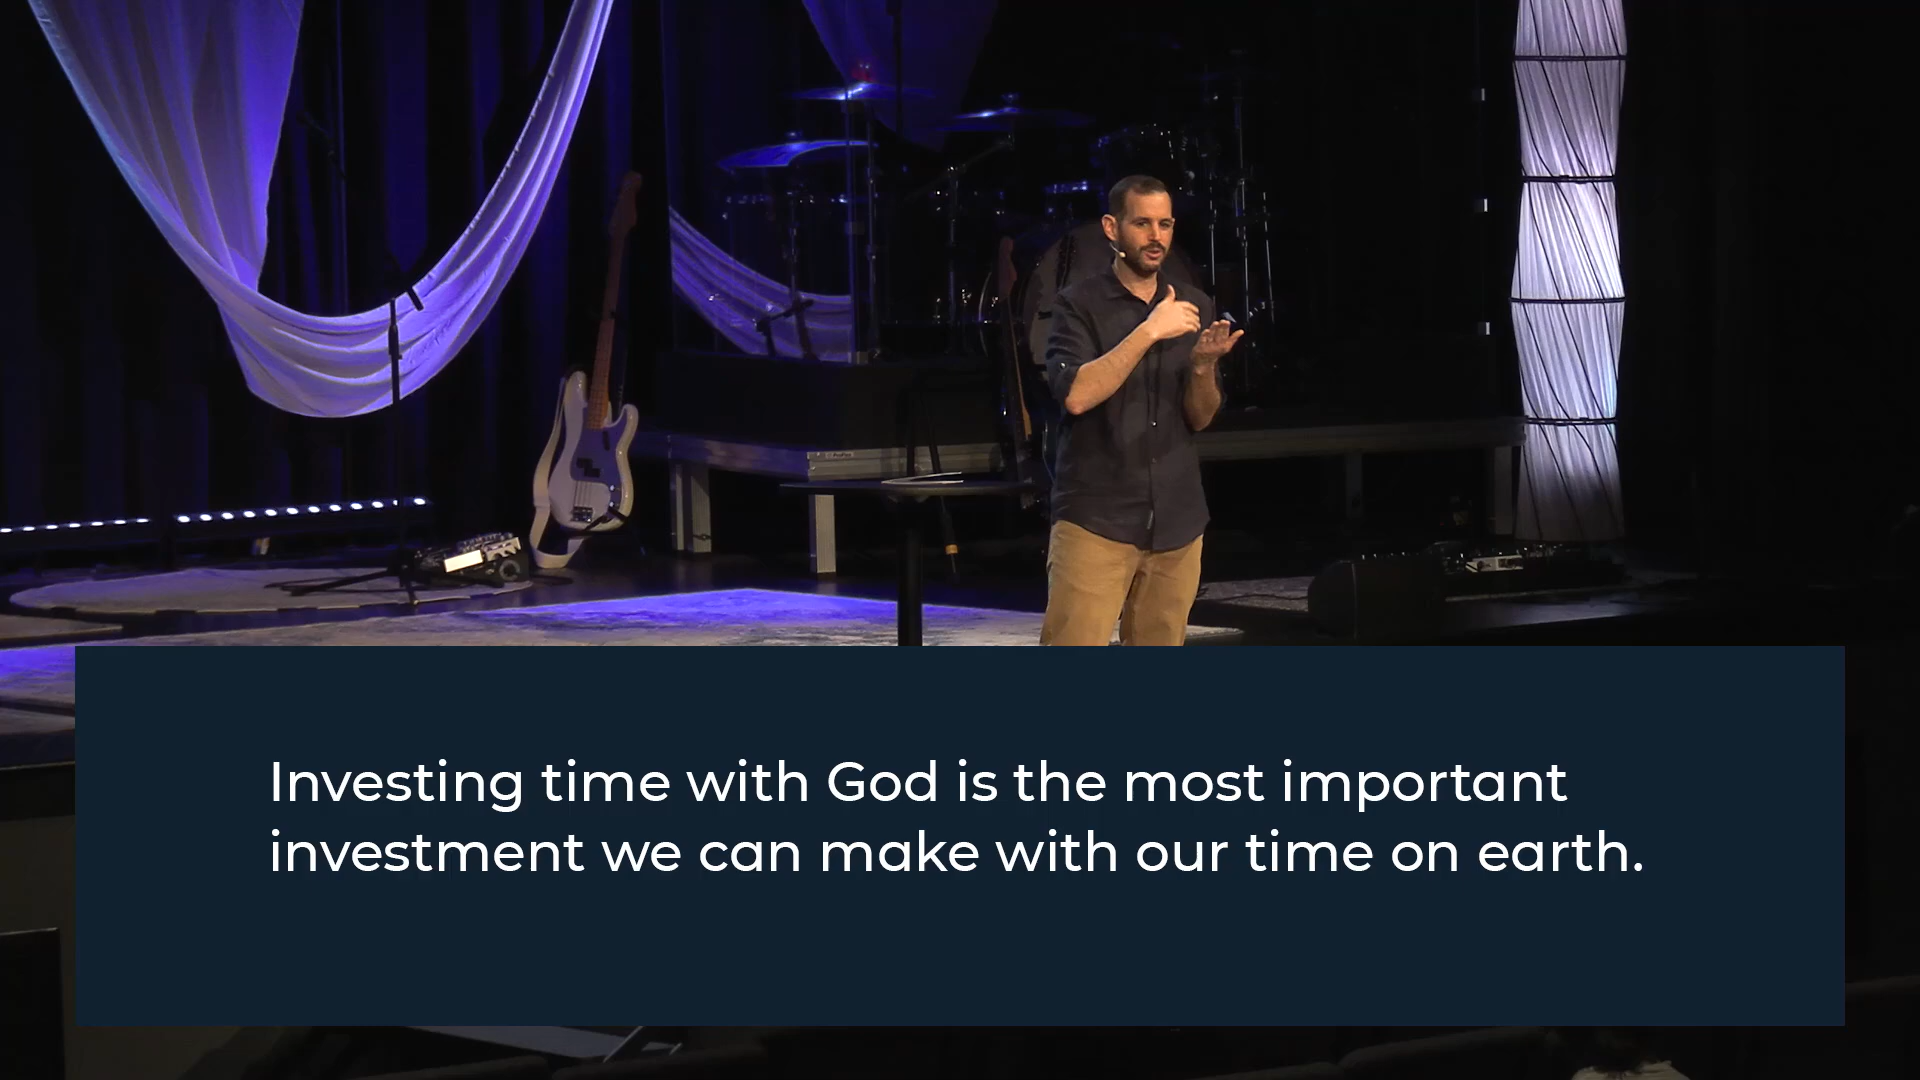 Investing time with God is the most important
investment we can make with our time on earth.